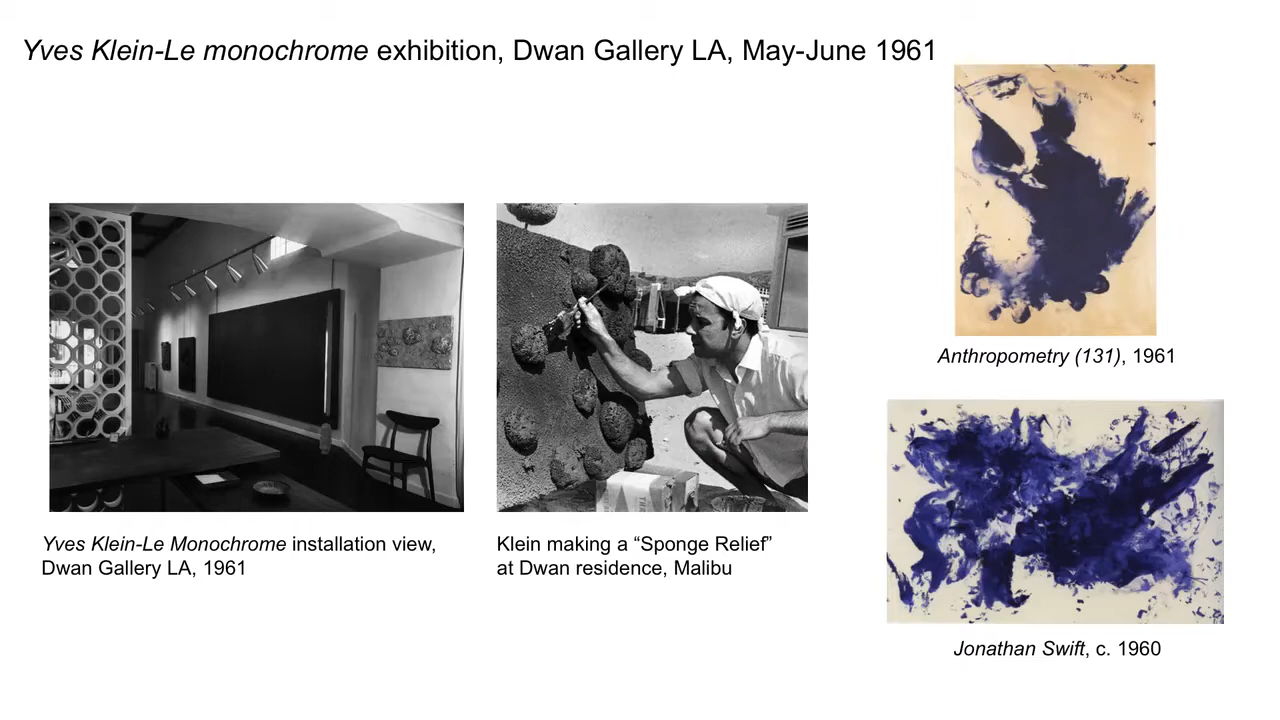 Yves Klein-Le monochrome exhibition, Dwan Gallery LA, May-June 1961
Anthropometry (131), 1961
Yves Klein-Le Monochrome installation view,
Dwan Gallery LA, 1961
Klein making a “Sponge Relief”
at Dwan residence, Malibu
Jonathan Swift, c. 1960